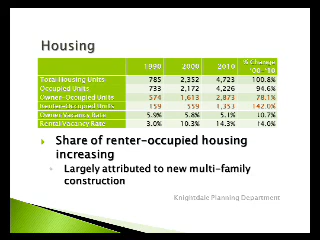 Housing
1990 2000 2010 % Change '00-'10
Total Housing Units 785 2,352 4,723 100.8%
Occupied Units 733 2,172 4,226 94.6%
Owner-Occupied Units 574 1,613 2,873 78.1%
Renter-Occupied Units 159 559 1,353 142.0%
Owner Vacancy Rate 5.9% 5.8% 5.1%
Rental Vacancy Rate 3.0% 10.3% 14.3%
Share of renter-occupied housing
increasing
Largely attributed to new multi-family
construction
Knightdale Planning Department